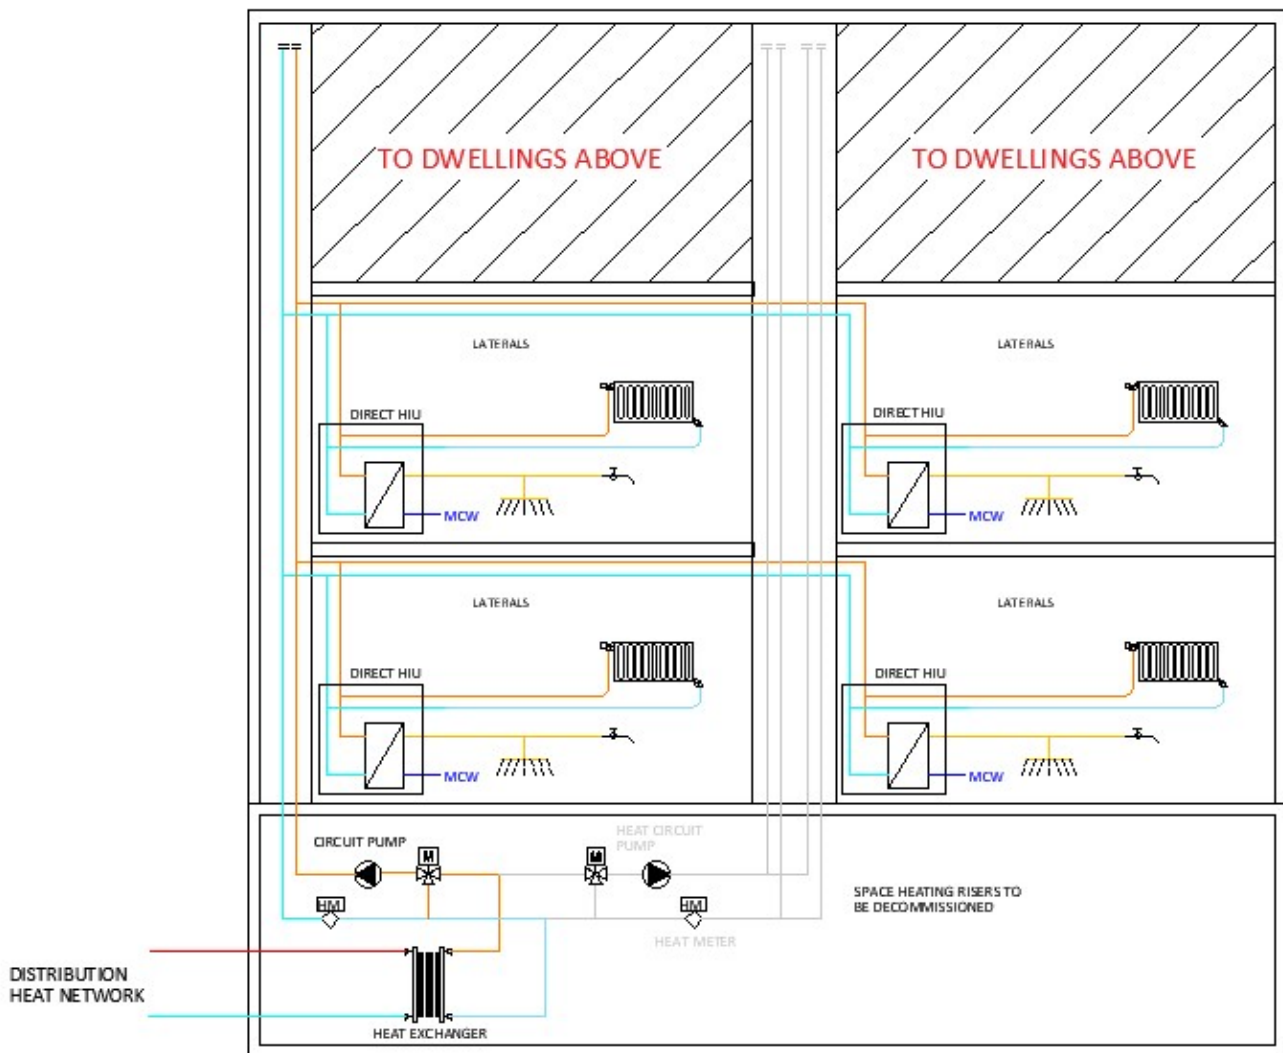 TO DWELLINGS ABOVE
TO DWELLINGS ABOVE
LATERALS
LATERALS
DIRECT HIU
DIRECT HIU
MCW
MCW
LATERALS
LATERALS
DIRECT HIU
DIRECT HIU
MCW
MCW
CIRCUIT PUMP
HEAT CIRCUIT
PUMP
M
M
HM
HM
SPACE HEATING RISERS TO
BE DECOMMISSIONED
HEAT METER
DISTRIBUTION
HEAT NETWORK
HEAT EXCHANGER